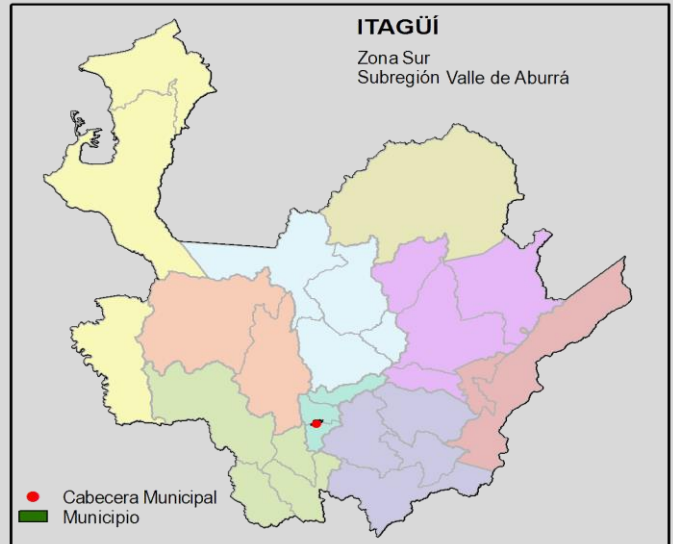 ITAGÜÍ
Zona Sur
Subregión Valle de Aburrá
Cabecera Municipal
Municipio